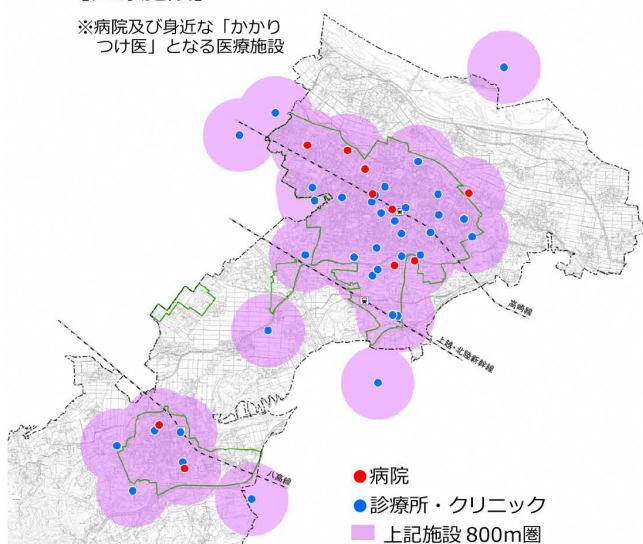 ※病院及び身近な「かかり
つけ医」となる医療施設
高崎線
上越・北陸新幹線
八高線
病院
診療所・クリニック
上記施設 800m圏